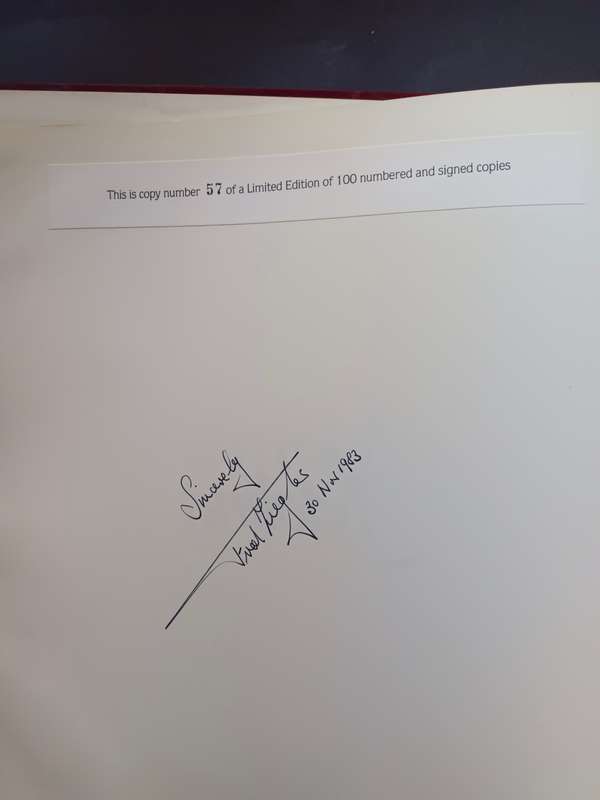 This is copy number 57 of a Limited Edition of 100 numbered and signed copies
Sincerely
30 Nov 1983